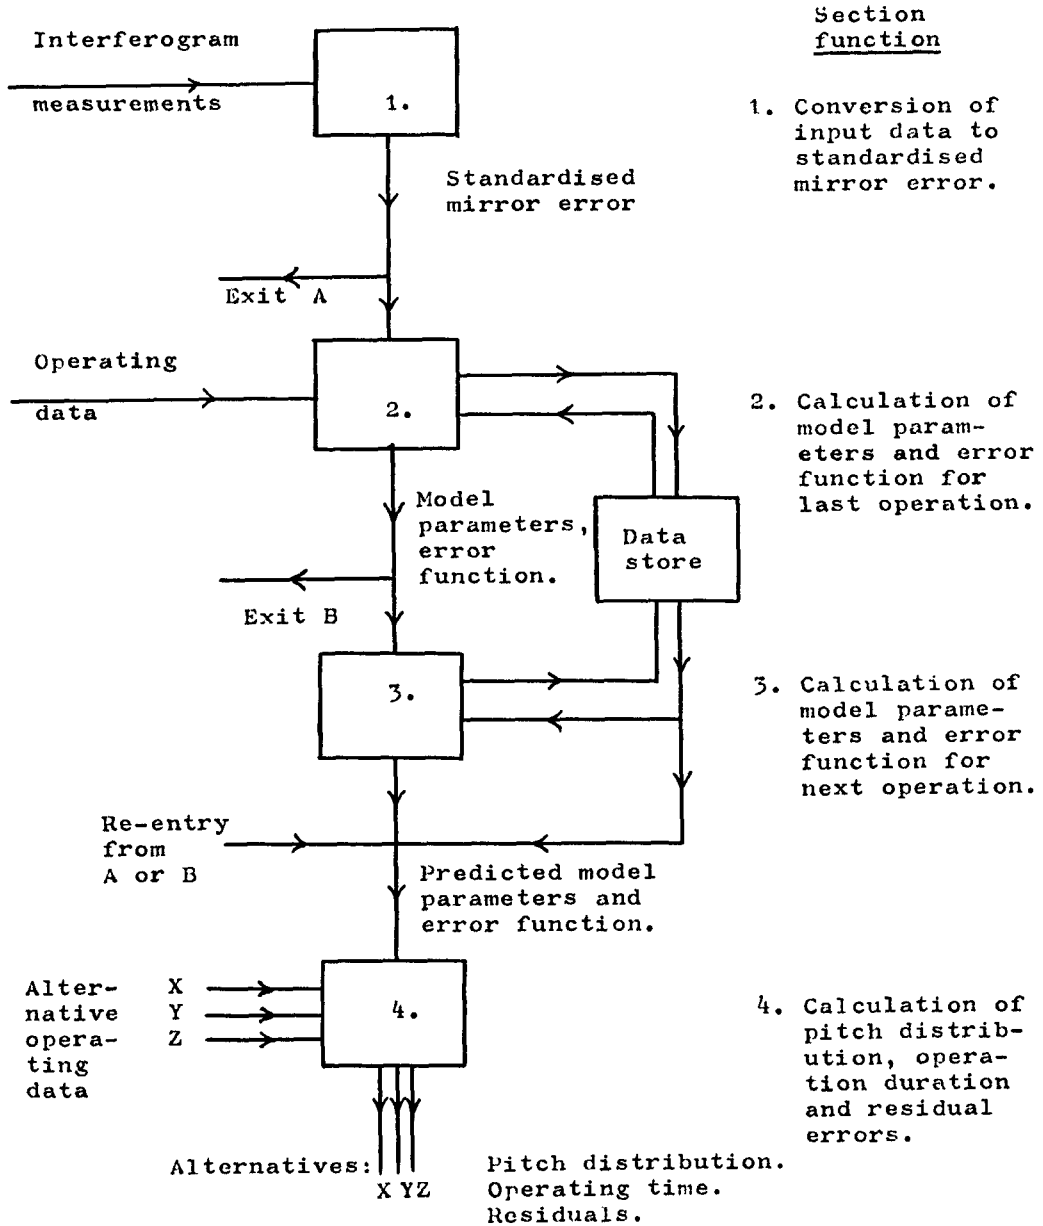 Section
function
Interferogram
measurements
1.
1. Conversion of
input data to
standardised
mirror error.
Standardised
mirror error
Exit A
Operating
data
2.
2. Calculation of
model param-
eters and error
function for
last operation.
Model
parameters,
error
function.
Data
store
Exit B
3.
3. Calculation of
model parame-
ters and error
function for
next operation.
Re-entry
from
A or B
Predicted model
parameters and
error function.
Alter-
native
opera-
ting
data
X
Y
Z
4.
4. Calculation of
pitch distrib-
ution, opera-
tion duration
and residual
errors.
Alternatives:
X YZ
Pitch distribution.
Operating time.
Residuals.